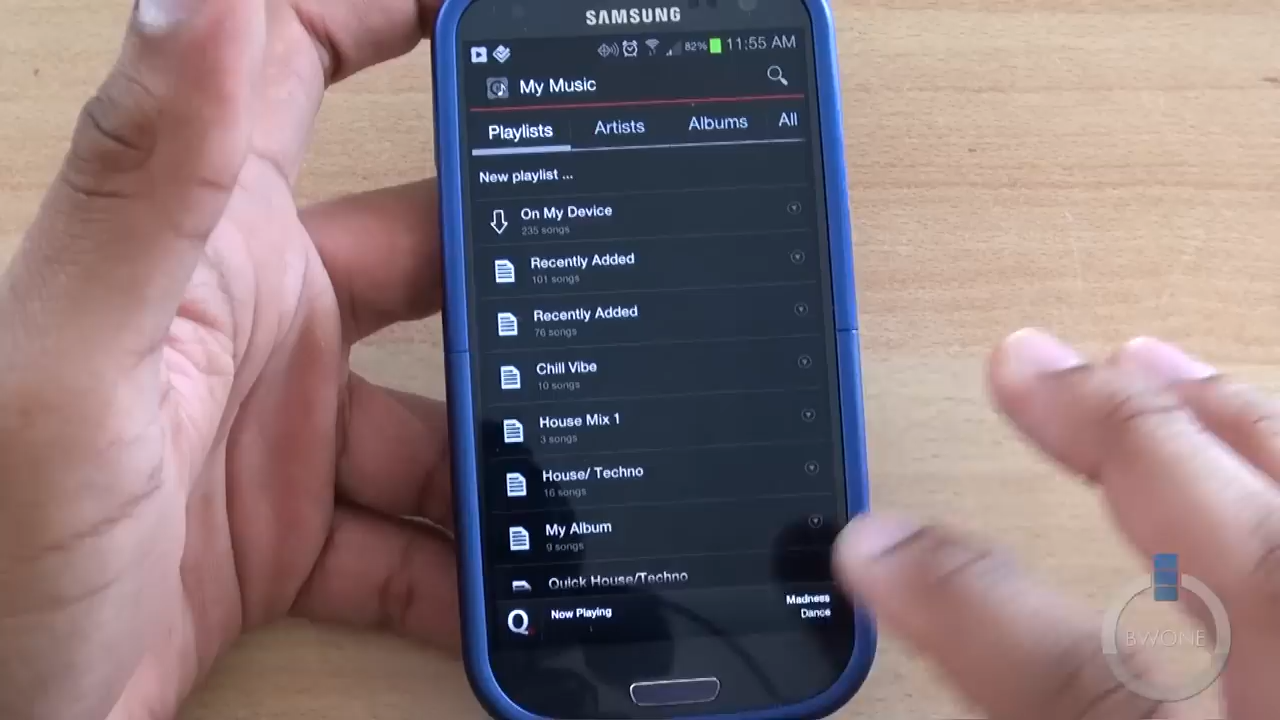 SAMSUNG
82% 11:55 AM
My Music
Playlists Artists Albums All
New playlist ...
On My Device
235 songs
Recently Added
101 songs
Recently Added
76 songs
Chill Vibe
10 songs
House Mix 1
3 songs
House/ Techno
16 songs
My Album
9 songs
Quick House/Techno
Now Playing
Madness
Dance
BWONE